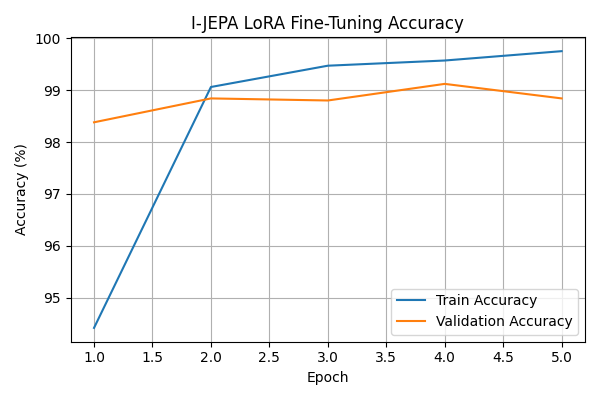 I-JEPA LoRA Fine-Tuning Accuracy
100
99
98
97
96
95
Accuracy (%)
Train Accuracy
Validation Accuracy
1.0 1.5 2.0 2.5 3.0 3.5 4.0 4.5 5.0
Epoch